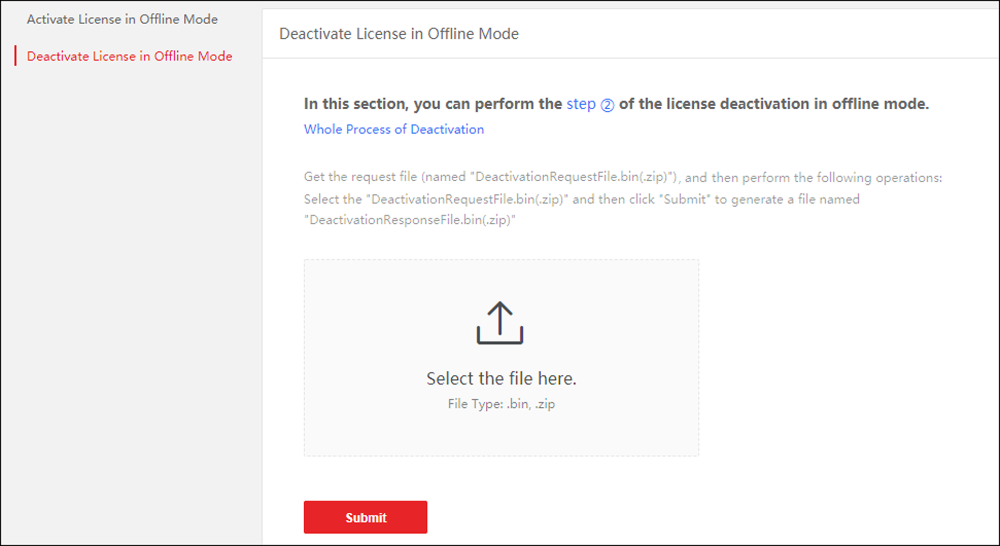 Activate License in Offline Mode
Deactivate License in Offline Mode
Deactivate License in Offline Mode
In this section, you can perform the step ② of the license deactivation in offline mode.
Whole Process of Deactivation
Get the request file (named "DeactivationRequestFile.bin(.zip)"), and then perform the following operations:
Select the "DeactivationRequestFile.bin(.zip)" and then click "Submit" to generate a file named
"DeactivationResponseFile.bin(.zip)"
Select the file here.
File Type: .bin, .zip
Submit